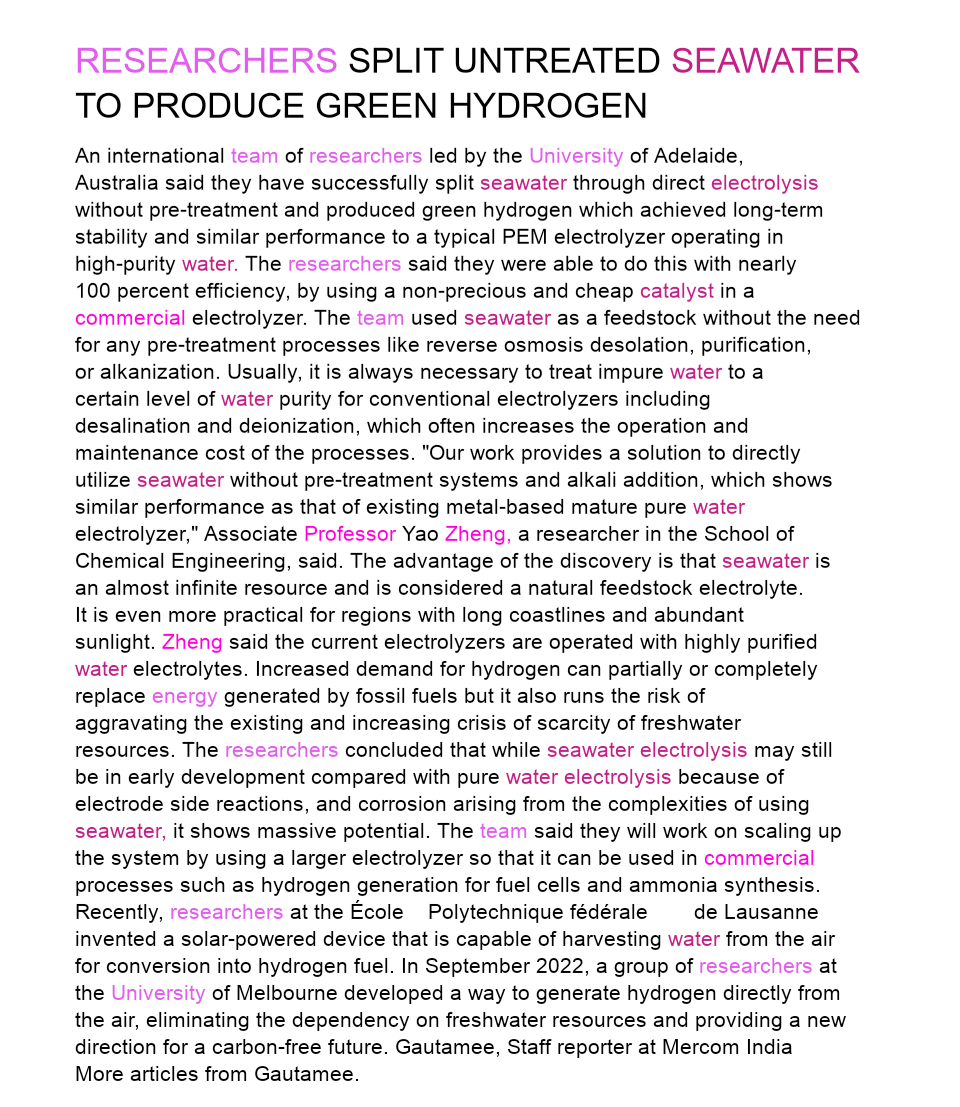 RESEARCHERS SPLIT UNTREATED SEAWATER
TO PRODUCE GREEN HYDROGEN
An international team of researchers led by the University of Adelaide,
Australia said they have successfully split seawater through direct electrolysis
without pre-treatment and produced green hydrogen which achieved long-term
stability and similar performance to a typical PEM electrolyzer operating in
high-purity water. The researchers said they were able to do this with nearly
100 percent efficiency, by using a non-precious and cheap catalyst in a
commercial electrolyzer. The team used seawater as a feedstock without the need
for any pre-treatment processes like reverse osmosis desolation, purification,
or alkanization. Usually, it is always necessary to treat impure water to a
certain level of water purity for conventional electrolyzers including
desalination and deionization, which often increases the operation and
maintenance cost of the processes. "Our work provides a solution to directly
utilize seawater without pre-treatment systems and alkali addition, which shows
similar performance as that of existing metal-based mature pure water
electrolyzer," Associate Professor Yao Zheng, a researcher in the School of
Chemical Engineering, said. The advantage of the discovery is that seawater is
an almost infinite resource and is considered a natural feedstock electrolyte.
It is even more practical for regions with long coastlines and abundant
sunlight. Zheng said the current electrolyzers are operated with highly purified
water electrolytes. Increased demand for hydrogen can partially or completely
replace energy generated by fossil fuels but it also runs the risk of
aggravating the existing and increasing crisis of scarcity of freshwater
resources. The researchers concluded that while seawater electrolysis may still
be in early development compared with pure water electrolysis because of
electrode side reactions, and corrosion arising from the complexities of using
seawater, it shows massive potential. The team said they will work on scaling up
the system by using a larger electrolyzer so that it can be used in commercial
processes such as hydrogen generation for fuel cells and ammonia synthesis.
Recently, researchers at the École Polytechnique fédérale de Lausanne
invented a solar-powered device that is capable of harvesting water from the air
for conversion into hydrogen fuel. In September 2022, a group of researchers at
the University of Melbourne developed a way to generate hydrogen directly from
the air, eliminating the dependency on freshwater resources and providing a new
direction for a carbon-free future. Gautamee, Staff reporter at Mercom India
More articles from Gautamee.